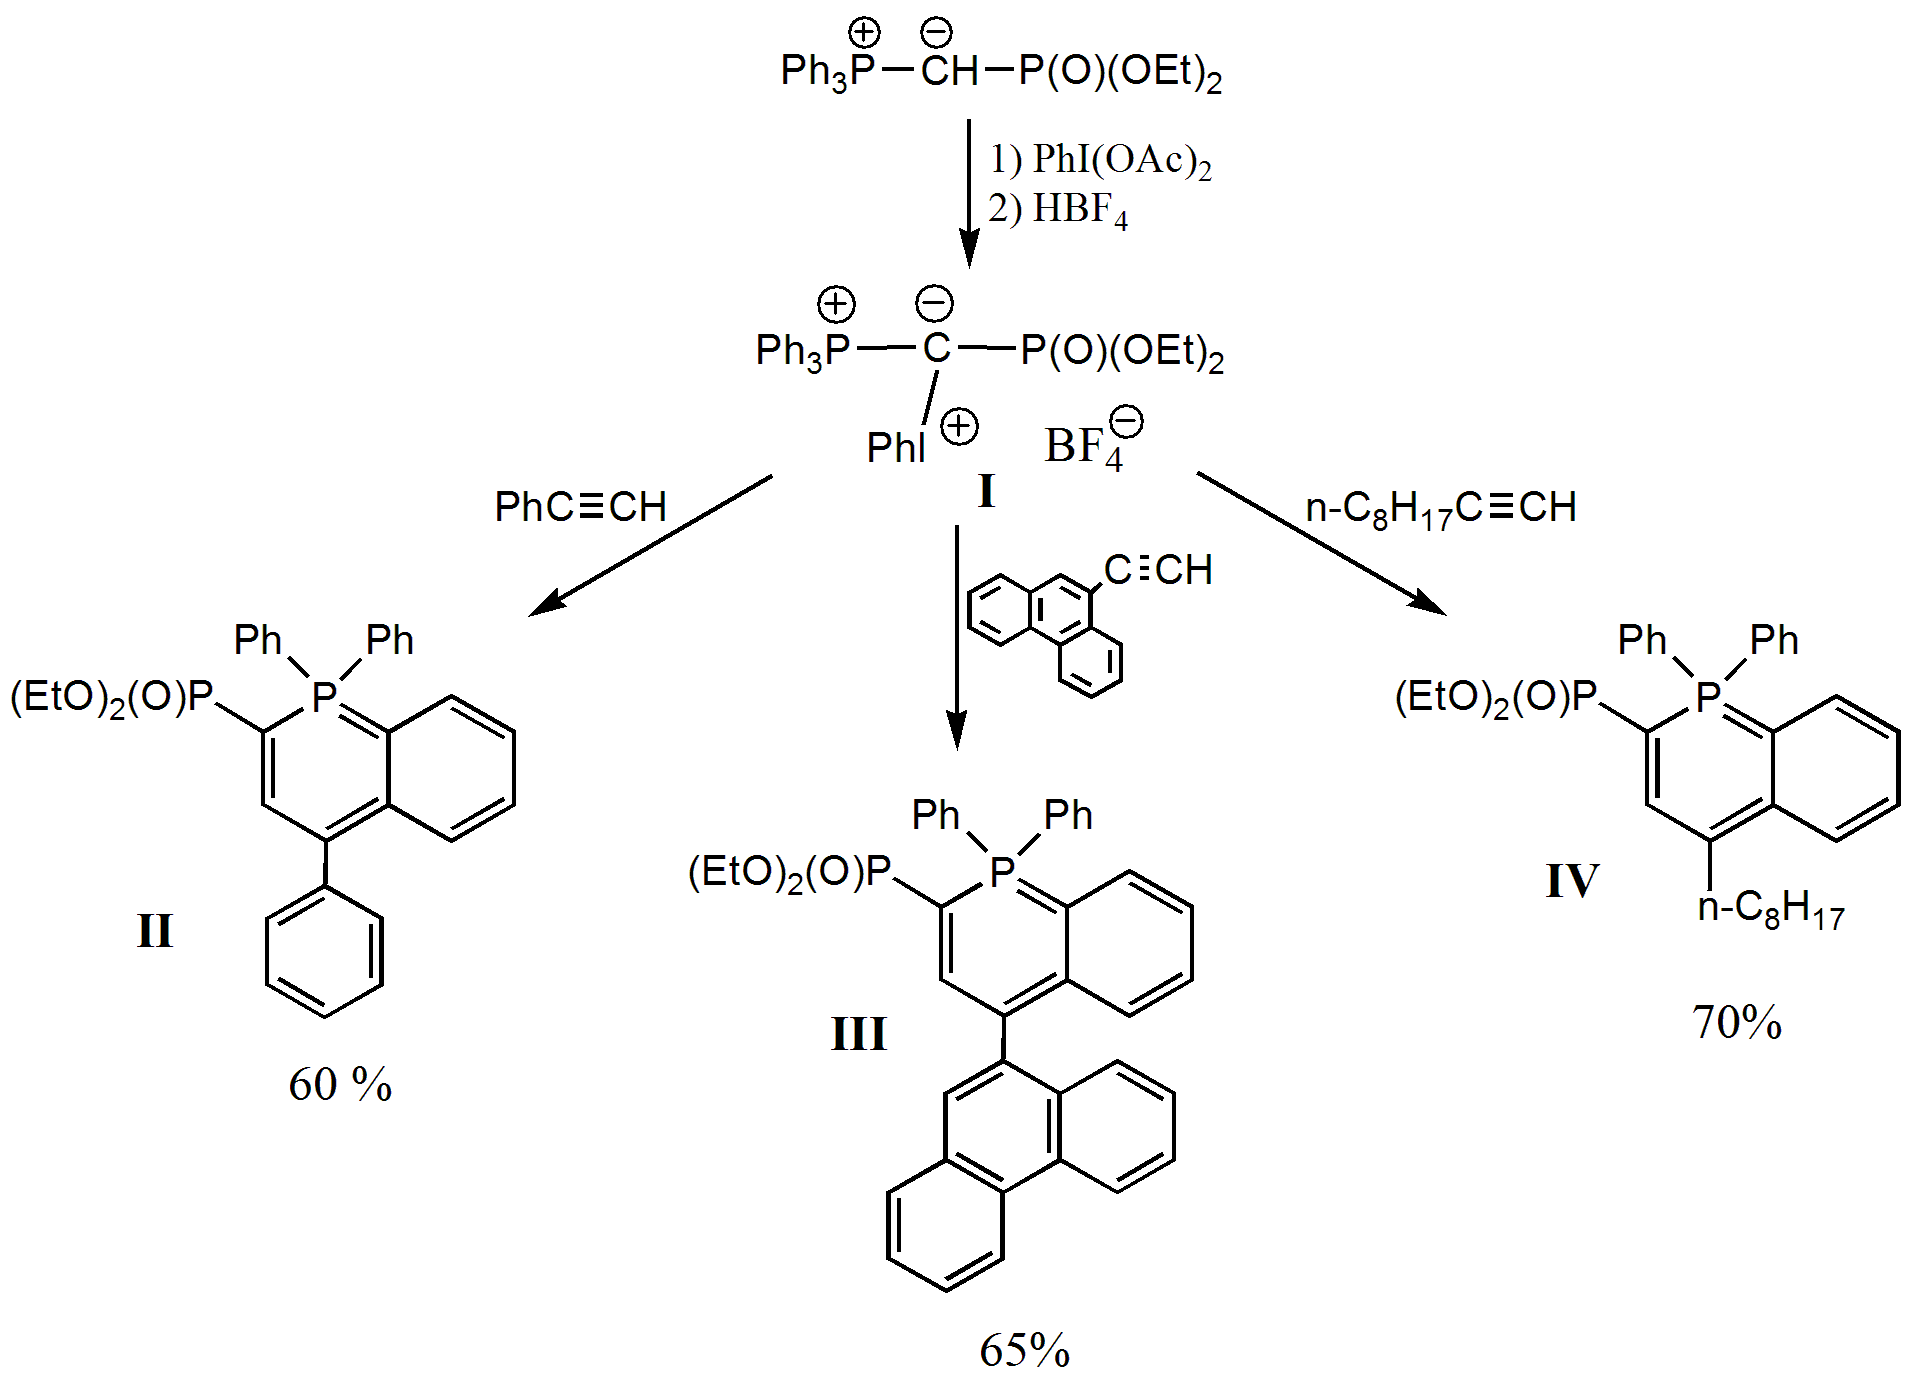 Ph₃P⊕—CH⊖—P(O)(OEt)₂
1) PhI(OAc)₂
2) HBF₄
Ph₃P⊕—C⊖—P(O)(OEt)₂
PhI⊕ BF₄⊖
I
PhC≡CH
n-C₈H₁₇C≡CH
C≡CH
Ph Ph
(EtO)₂(O)P P
II
60 %
Ph Ph
(EtO)₂(O)P P
III
65%
Ph Ph
(EtO)₂(O)P P
IV
n-C₈H₁₇
70%